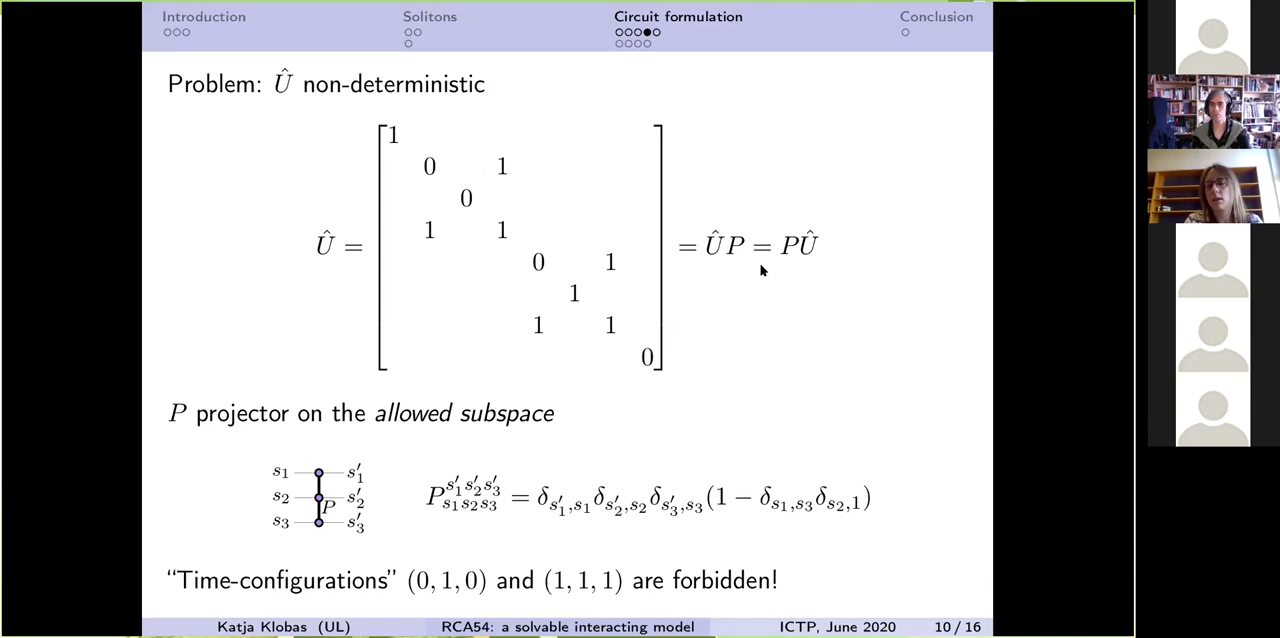 Introduction Solitons Circuit formulation Conclusion
Problem: Û non-deterministic
1
0 1
0
1 1
Û = = ÛP = PÛ
0 1
1
1 1
0
P projector on the allowed subspace
s₁ s′₁
s₂ s′₂
P
s₃ s′₃
P^{s′₁s′₂s′₃}_{s₁s₂s₃} = δ_{s′₁,s₁}δ_{s′₂,s₂}δ_{s′₃,s₃}(1 − δ_{s₁,s₃}δ_{s₂,1})
“Time-configurations” (0, 1, 0) and (1, 1, 1) are forbidden!
Katja Klobas (UL) RCA54: a solvable interacting model ICTP, June 2020 10 / 16